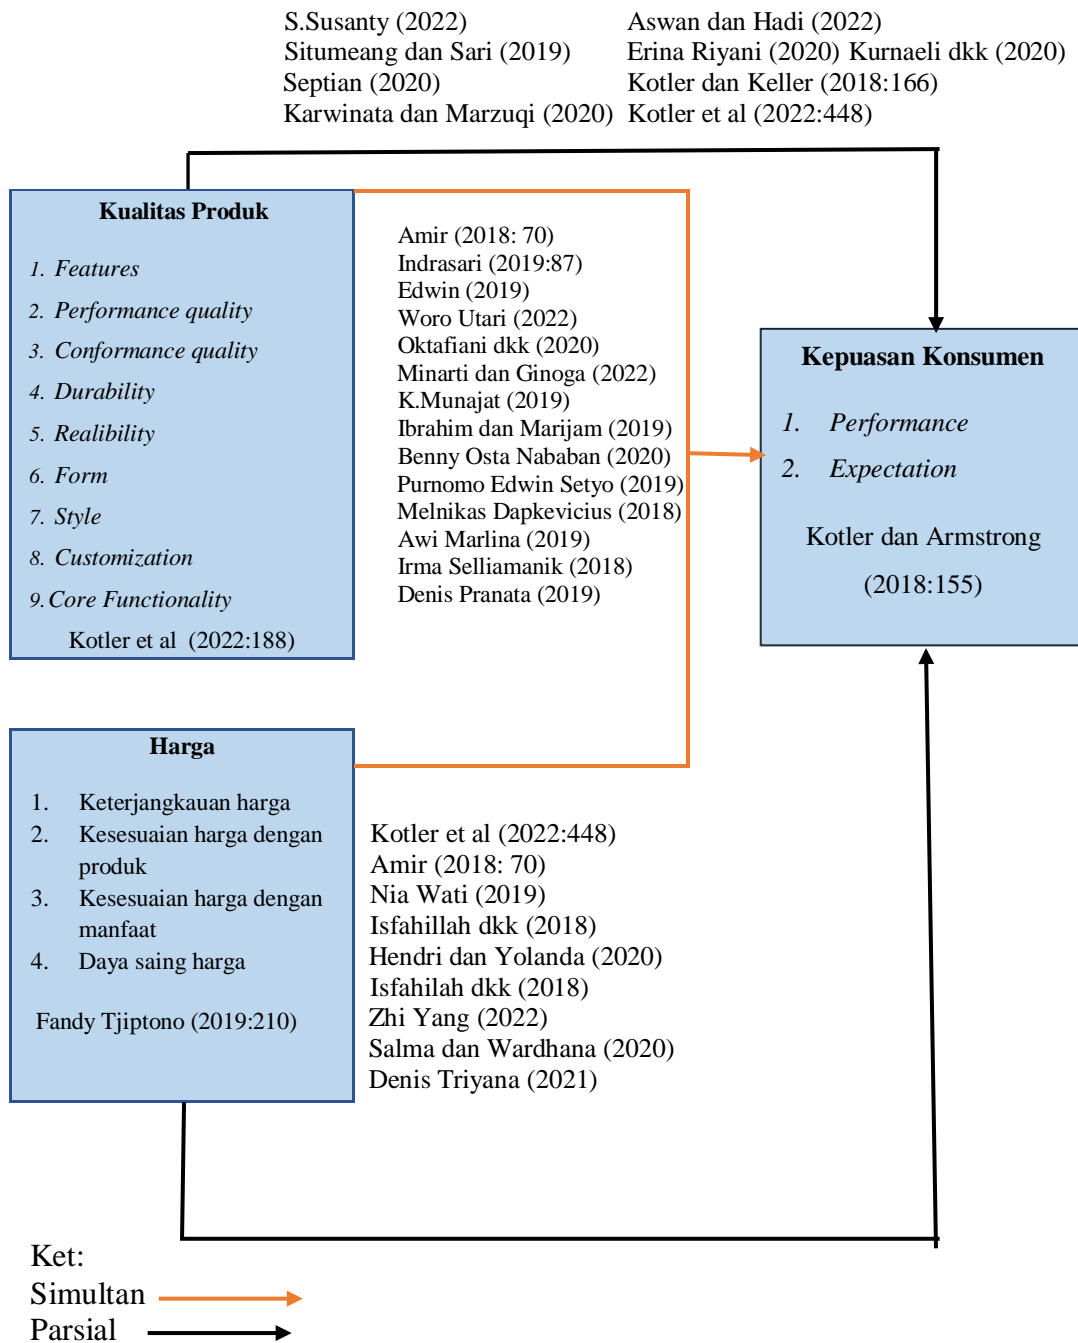 S.Susanty (2022)
Situmeang dan Sari (2019)
Septian (2020)
Karwinata dan Marzuqi (2020)
Aswan dan Hadi (2022)
Erina Riyani (2020) Kurnaeli dkk (2020)
Kotler dan Keller (2018:166)
Kotler et al (2022:448)
Kualitas Produk
1. Features
2. Performance quality
3. Conformance quality
4. Durability
5. Realibility
6. Form
7. Style
8. Customization
9. Core Functionality
Kotler et al (2022:188)
Amir (2018: 70)
Indrasari (2019:87)
Edwin (2019)
Woro Utari (2022)
Oktafiani dkk (2020)
Minarti dan Ginoga (2022)
K.Munajat (2019)
Ibrahim dan Marijam (2019)
Benny Osta Nababan (2020)
Purnomo Edwin Setyo (2019)
Melnikas Dapkevicius (2018)
Awi Marlina (2019)
Irma Selliamanik (2018)
Denis Pranata (2019)
Kepuasan Konsumen
1. Performance
2. Expectation
Kotler dan Armstrong
(2018:155)
Harga
1. Keterjangkauan harga
2. Kesesuaian harga dengan
produk
3. Kesesuaian harga dengan
manfaat
4. Daya saing harga
Fandy Tjiptono (2019:210)
Kotler et al (2022:448)
Amir (2018: 70)
Nia Wati (2019)
Isfahillah dkk (2018)
Hendri dan Yolanda (2020)
Isfahilah dkk (2018)
Zhi Yang (2022)
Salma dan Wardhana (2020)
Denis Triyana (2021)
Ket:
Simultan
Parsial